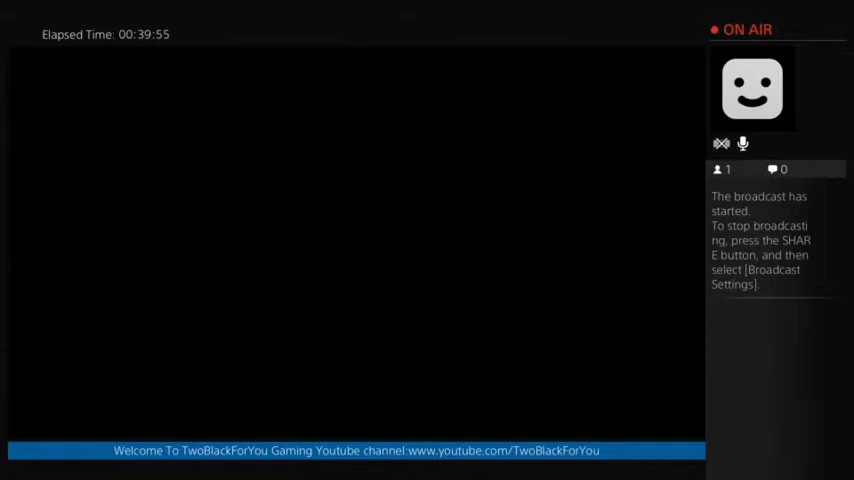 Elapsed Time: 00:39:55
ON AIR
1
0
The broadcast has
started.
To stop broadcasti
ng, press the SHAR
E button, and then
select [Broadcast
Settings].
Welcome To TwoBlackForYou Gaming Youtube channel:www.youtube.com/TwoBlackForYou